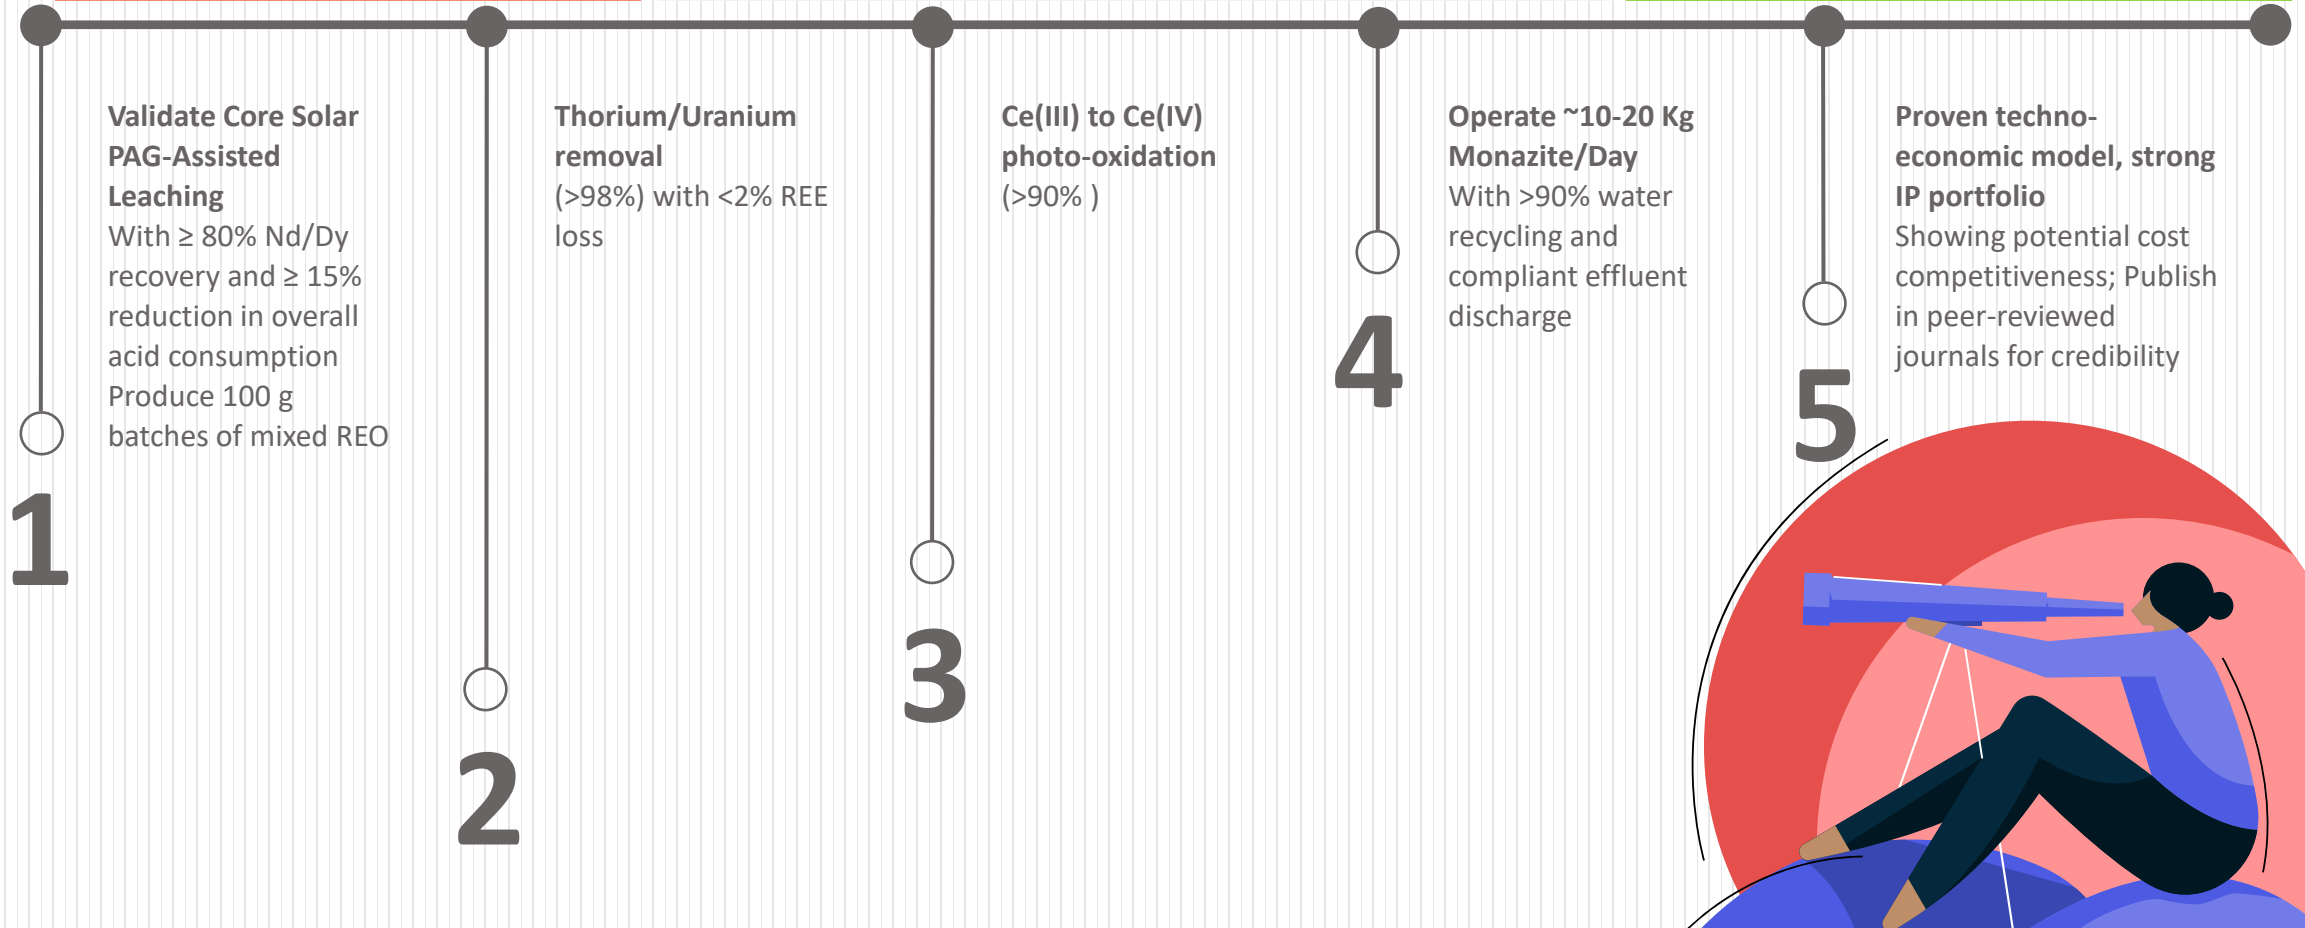 Validate Core Solar
PAG-Assisted
Leaching
With ≥ 80% Nd/Dy
recovery and ≥ 15%
reduction in overall
acid consumption
Produce 100 g
batches of mixed REO
1
Thorium/Uranium
removal
(>98%) with <2% REE
loss
2
Ce(III) to Ce(IV)
photo-oxidation
(>90% )
3
Operate ~10-20 Kg
Monazite/Day
With >90% water
recycling and
compliant effluent
discharge
4
Proven techno-
economic model, strong
IP portfolio
Showing potential cost
competitiveness; Publish
in peer-reviewed
journals for credibility
5